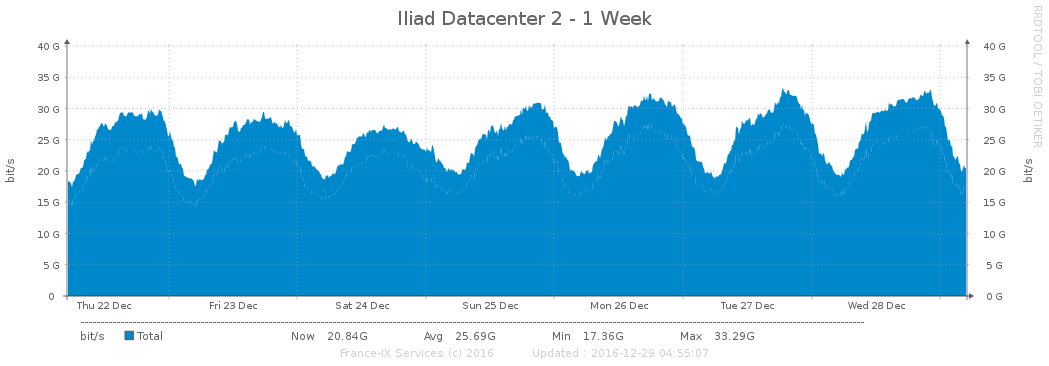 Iliad Datacenter 2 - 1 Week
RRDTOOL / TOBI OETIKER
bit/s
40 G 40 G
35 G 35 G
30 G 30 G
25 G 25 G
20 G 20 G
15 G 15 G
10 G 10 G
5 G 5 G
0 0 G
bit/s
Thu 22 Dec Fri 23 Dec Sat 24 Dec Sun 25 Dec Mon 26 Dec Tue 27 Dec Wed 28 Dec
bit/s Total Now 20.84G Avg 25.69G Min 17.36G Max 33.29G
France-IX Services (c) 2016 Updated : 2016-12-29 04:55:07